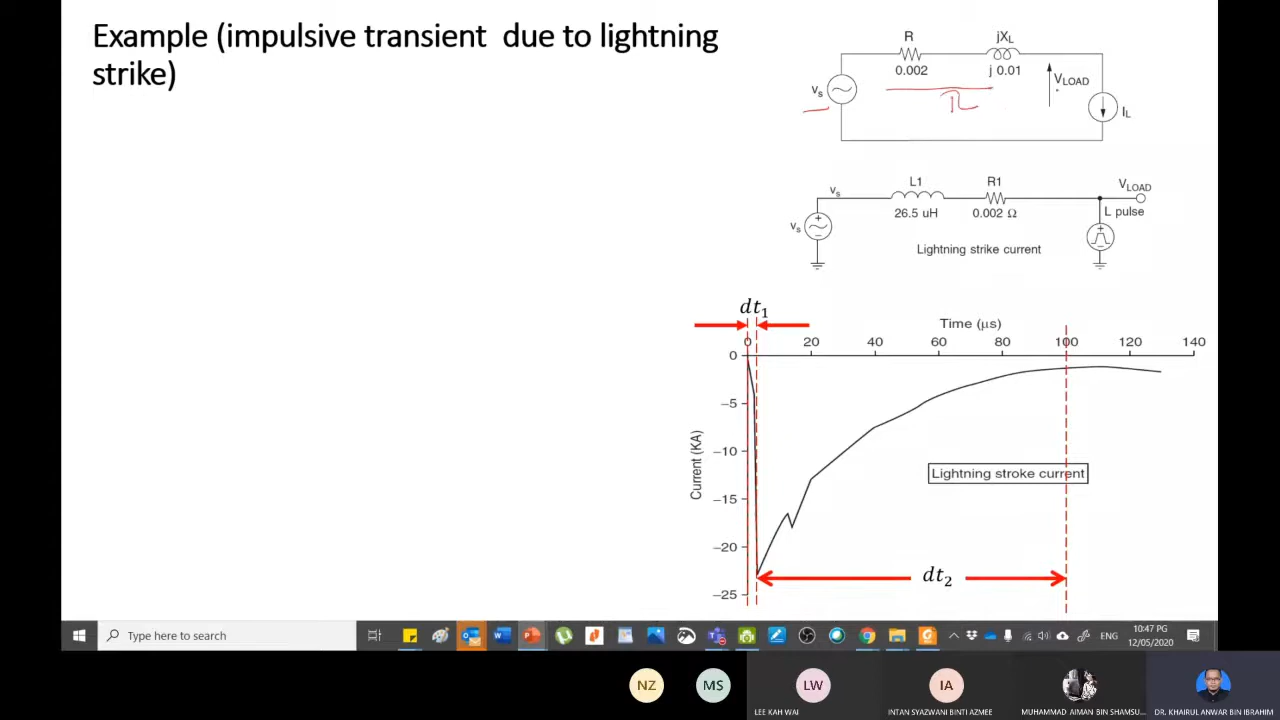 Example (impulsive transient due to lightning
strike)
R
jXL
0.002
j 0.01
vs
VLOAD
IL
L1
R1
VLOAD
vs
26.5 uH
0.002 Ω
L pulse
vs
Lightning strike current
dt1
Time (μs)
0 20 40 60 80 100 120 140
0
−5
−10
−15
−20
−25
Current (KA)
Lightning stroke current
dt2
Type here to search
ENG
10:47 PG
12/05/2020
NZ
MS
LW
IA
LEE KAH WAI
INTAN SYAZWANI BINTI AZMEE
MUHAMMAD AIMAN BIN SHAMSU...
DR. KHAIRUL ANWAR BIN IBRAHIM